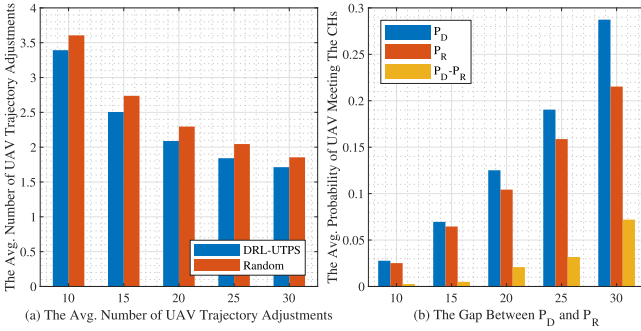 The Avg. Number of UAV Trajectory Adjustments
4
3.5
3
2.5
2
1.5
1
0.5
0
10 15 20 25 30
DRL-UTPS
Random
(a) The Avg. Number of UAV Trajectory Adjustments
The Avg. Probability of UAV Meeting The CHs
0.3
0.25
0.2
0.15
0.1
0.05
0
10 15 20 25 30
P_D
P_R
P_D-P_R
(b) The Gap Between P_D and P_R